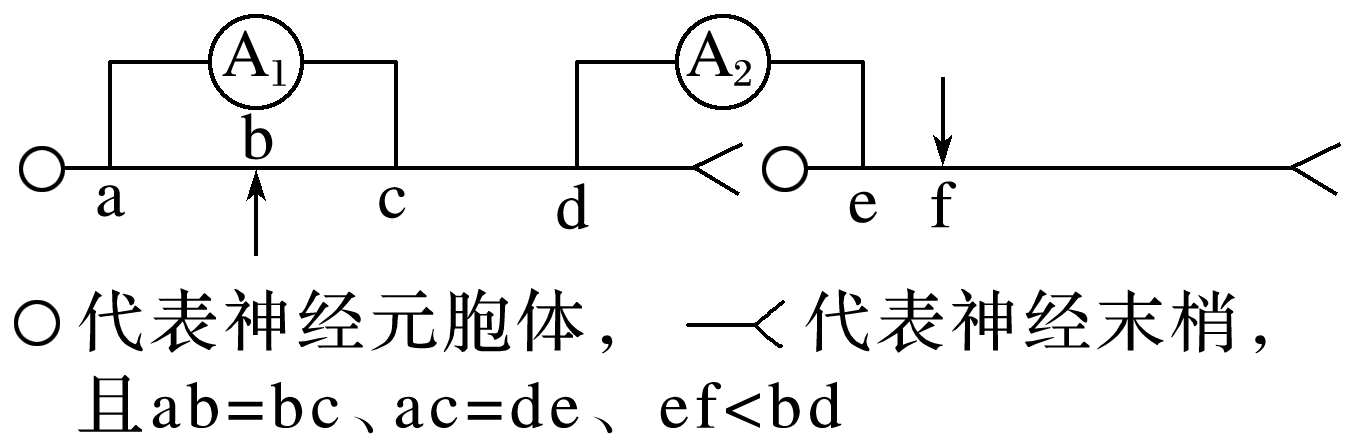 A₁ A₂
b
a c d e f
○代表神经元胞体， —<代表神经末梢，
且ab=bc、ac=de、ef<bd